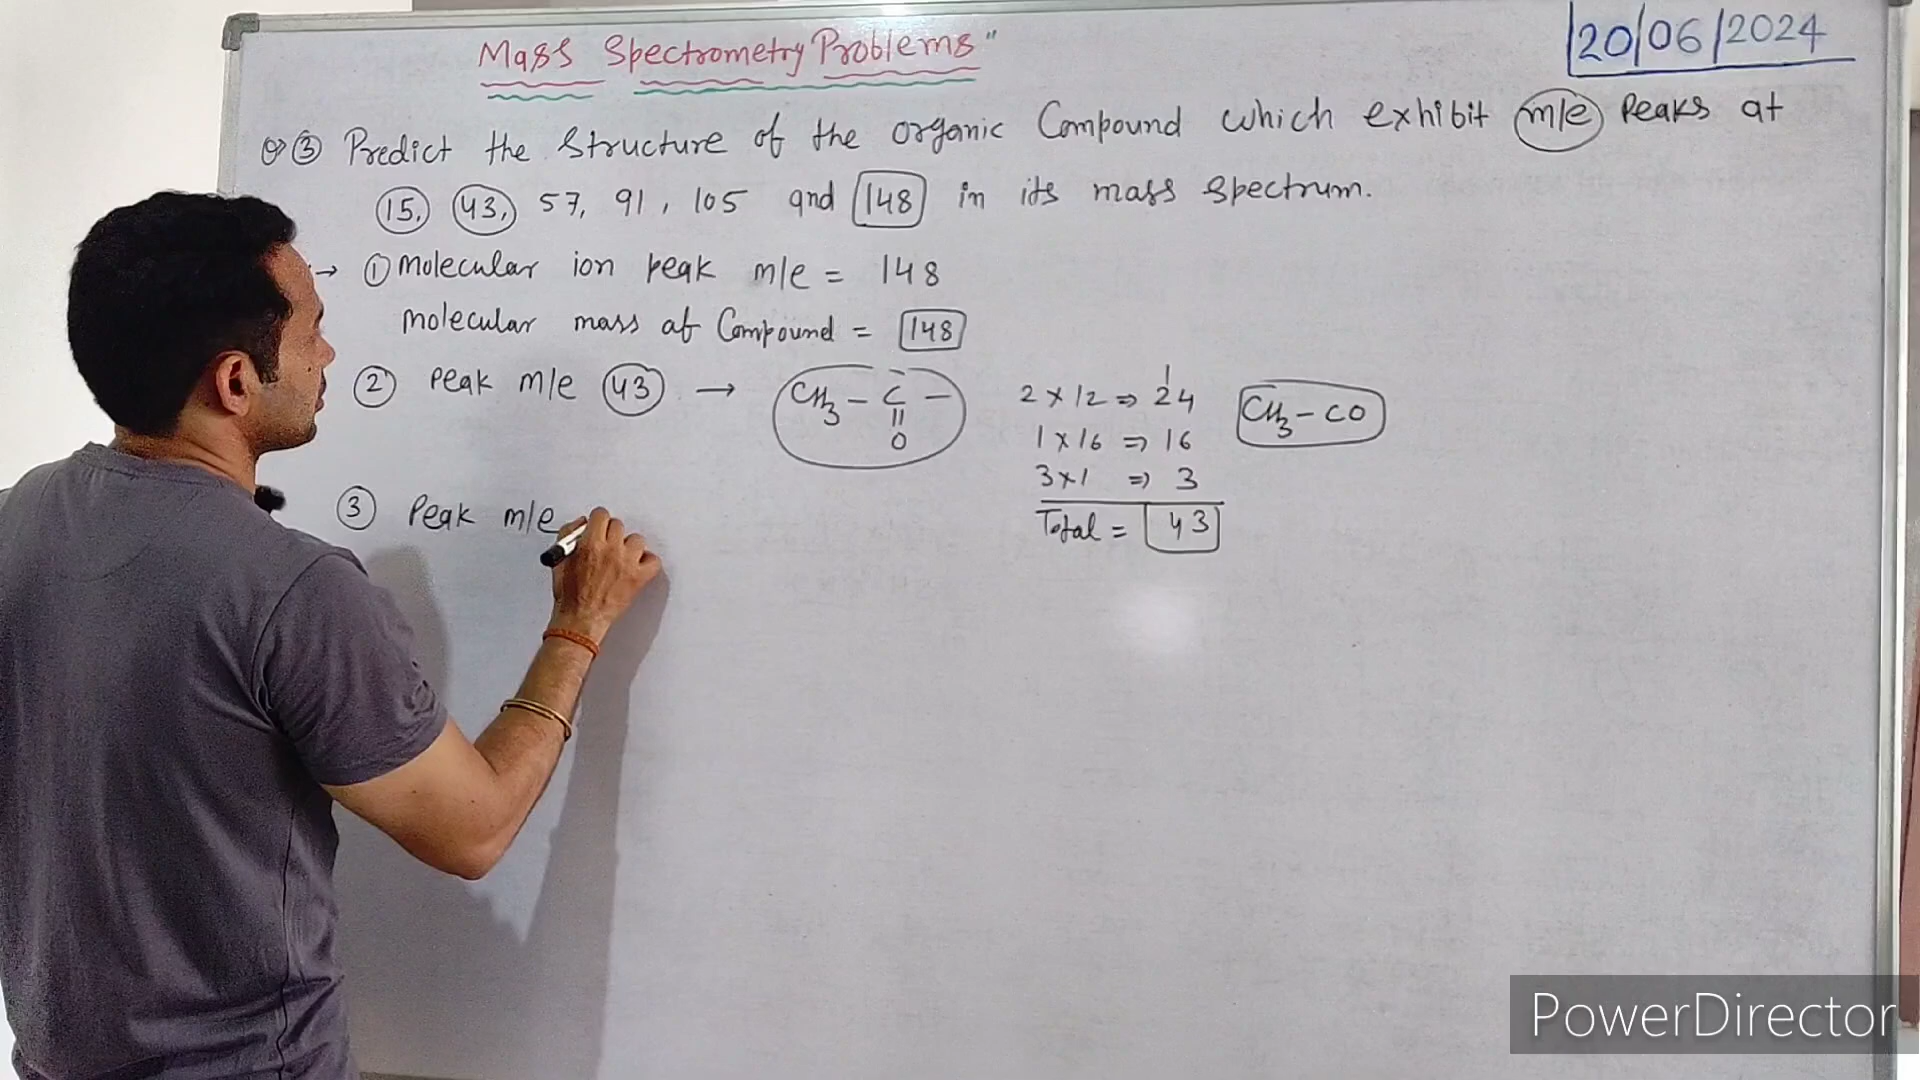 Mass Spectrometry Problems"
20/06/2024
Q ③ Predict the structure of the organic Compound which exhibit m/e Peaks at
15, 43, 57, 91, 105 and 148 in its mass spectrum.
→ ① molecular ion peak m/e = 148
molecular mass of Compound = 148
② Peak m/e 43 → CH3 - C -
||
O
2 x 12 => 24
1 x 16 => 16
3 x 1 => 3
Total = 43
CH3 - CO
③ Peak m/e
PowerDirector